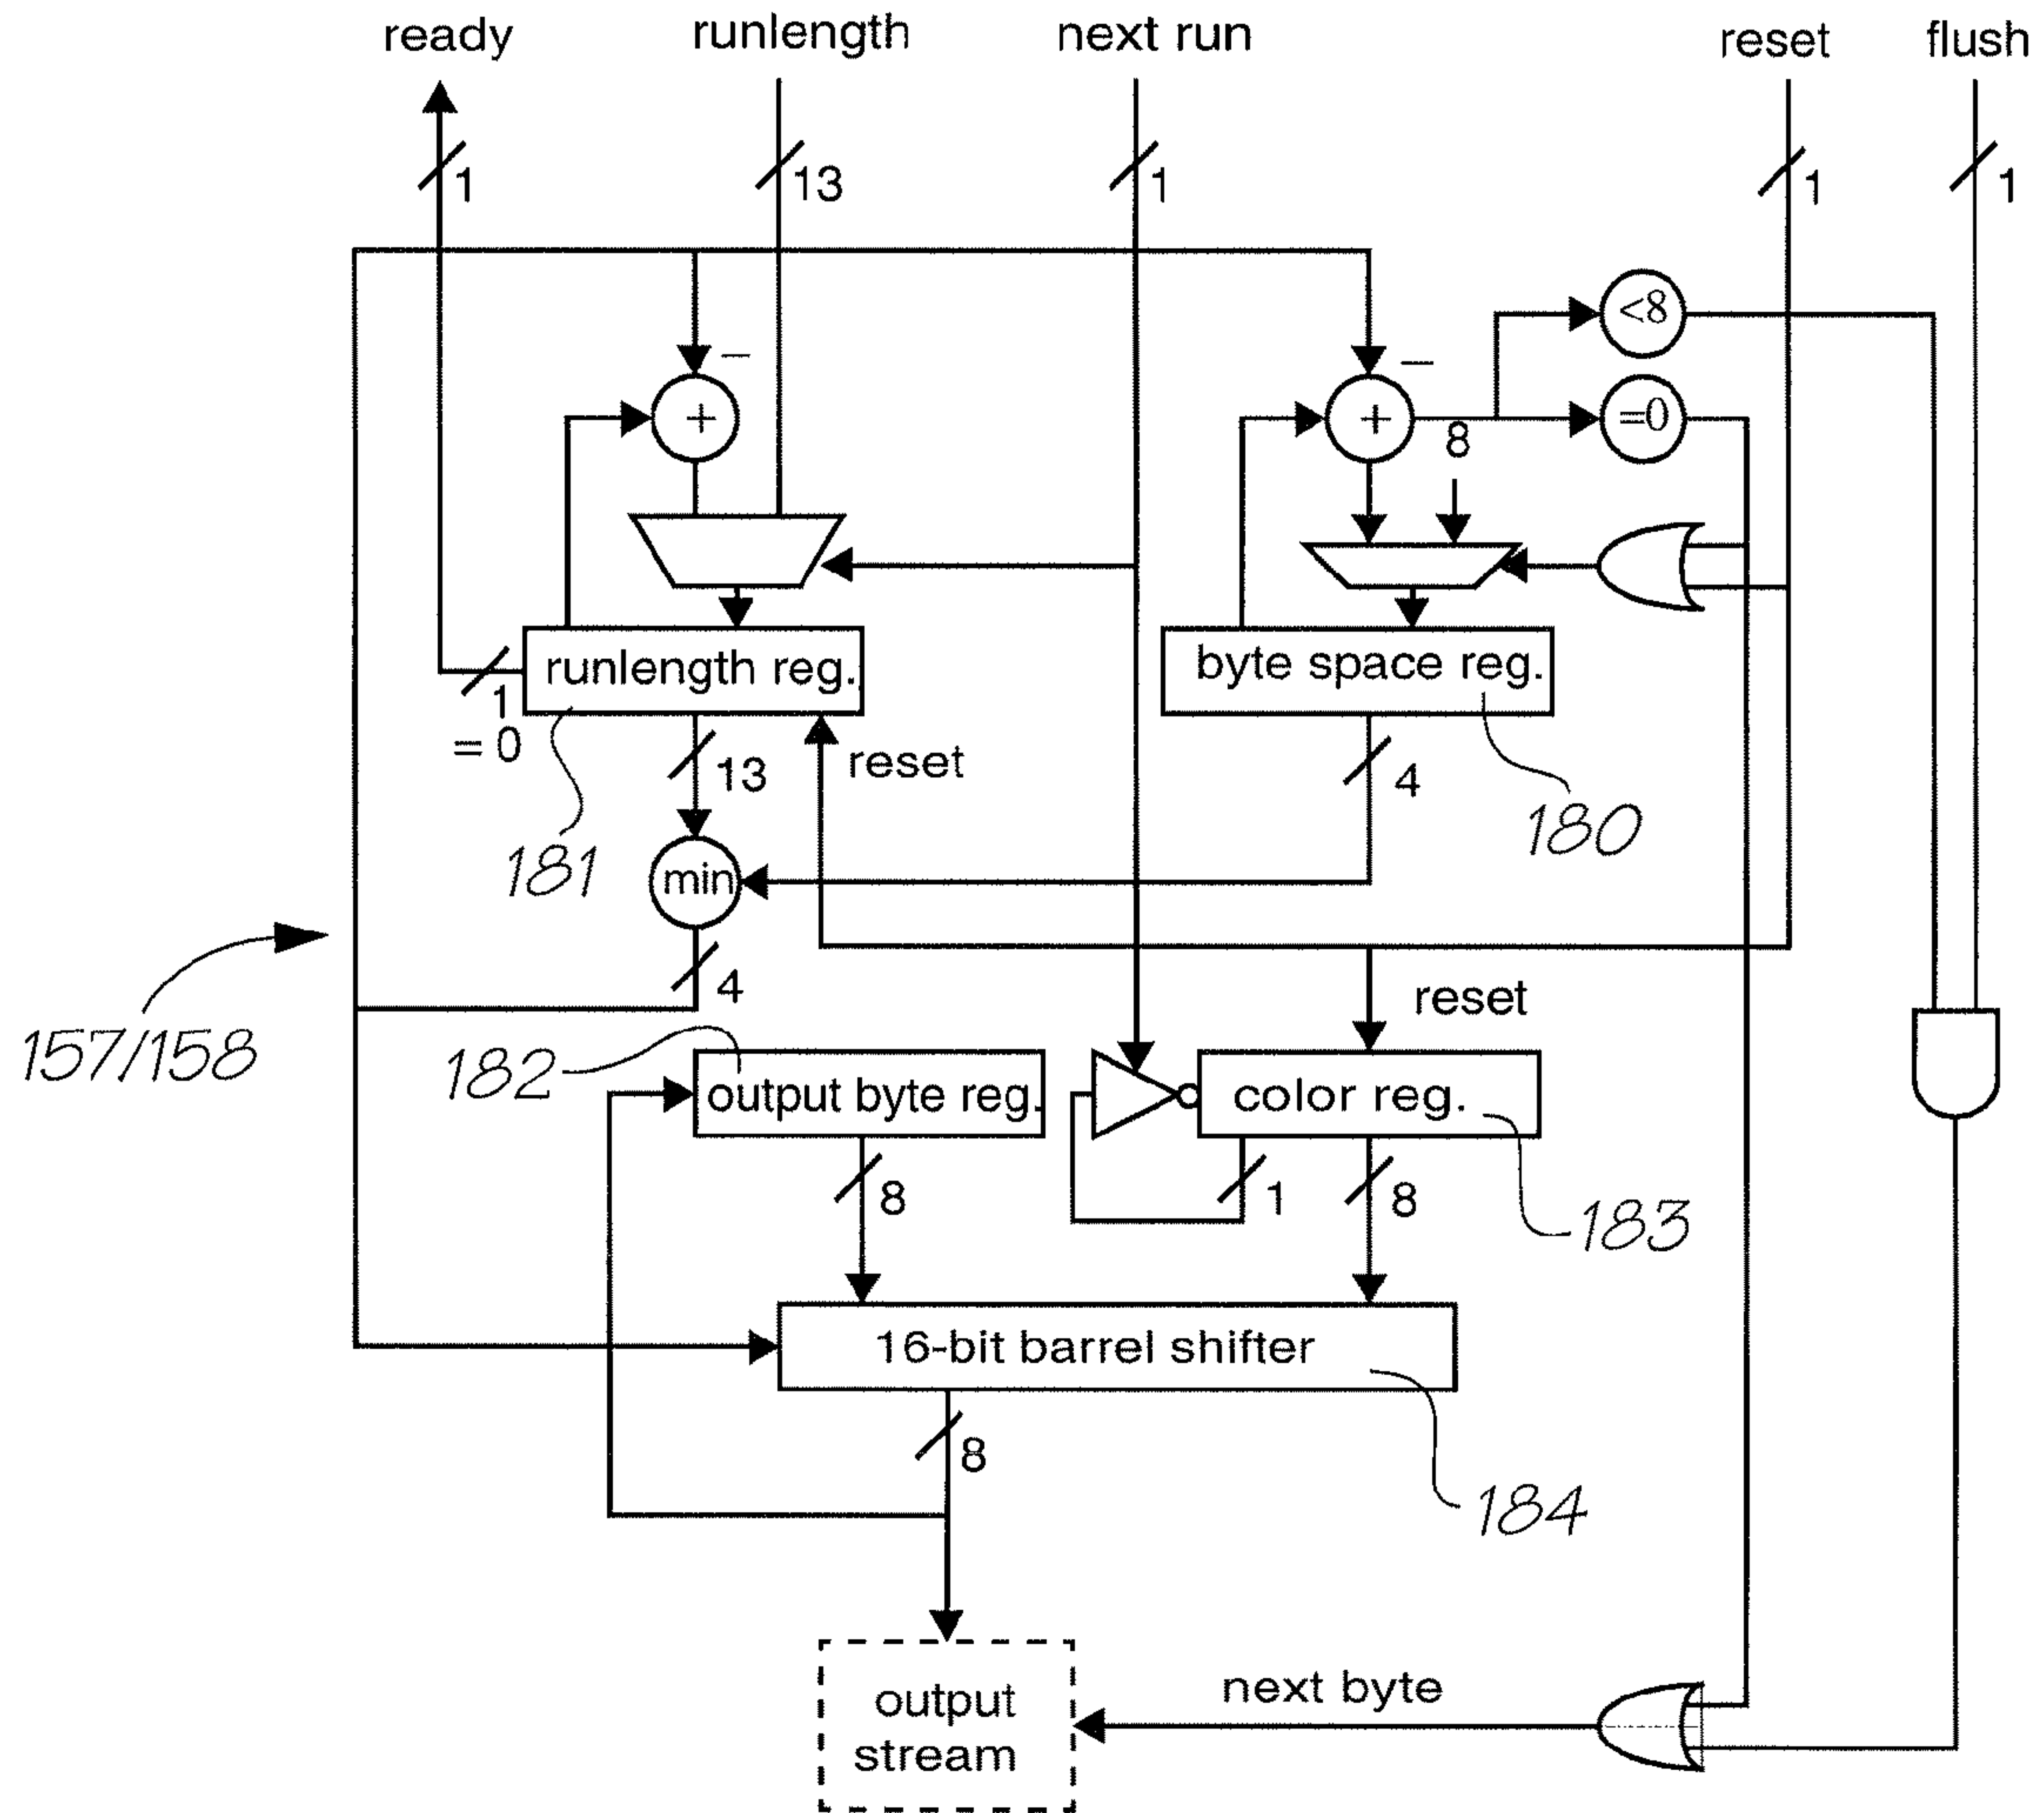 ready
runlength
next run
reset
flush
1
13
1
1
1
<8
−
−
+
+
=0
8
runlength reg.
byte space reg.
1
= 0
13
reset
4
180
181
min
4
reset
157/158
182
output byte reg.
color reg.
8
1
8
183
16-bit barrel shifter
8
184
next byte
output
stream